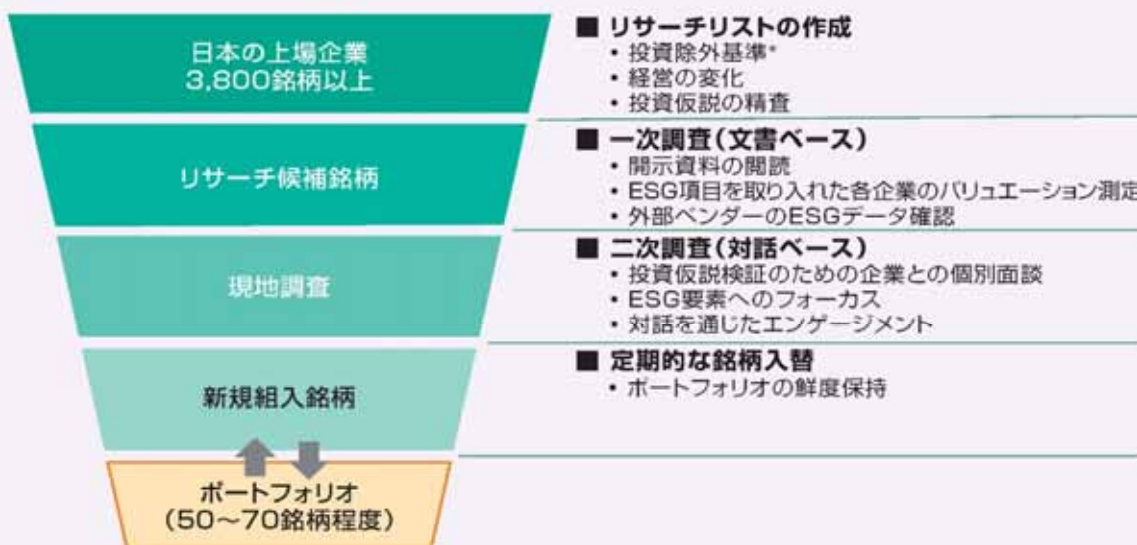 日本の上場企業
3,800銘柄以上
■ リサーチリストの作成
• 投資除外基準*
• 経営の変化
• 投資仮説の精査
リサーチ候補銘柄
■ 一次調査(文書ベース)
• 開示資料の閲読
• ESG項目を取り入れた各企業のバリュエーション測定
• 外部ベンダーのESGデータ確認
現地調査
■ 二次調査(対話ベース)
• 投資仮説検証のための企業との個別面談
• ESG要素へのフォーカス
• 対話を通じたエンゲージメント
新規組入銘柄
■ 定期的な銘柄入替
• ポートフォリオの鮮度保持
ポートフォリオ
(50〜70銘柄程度)